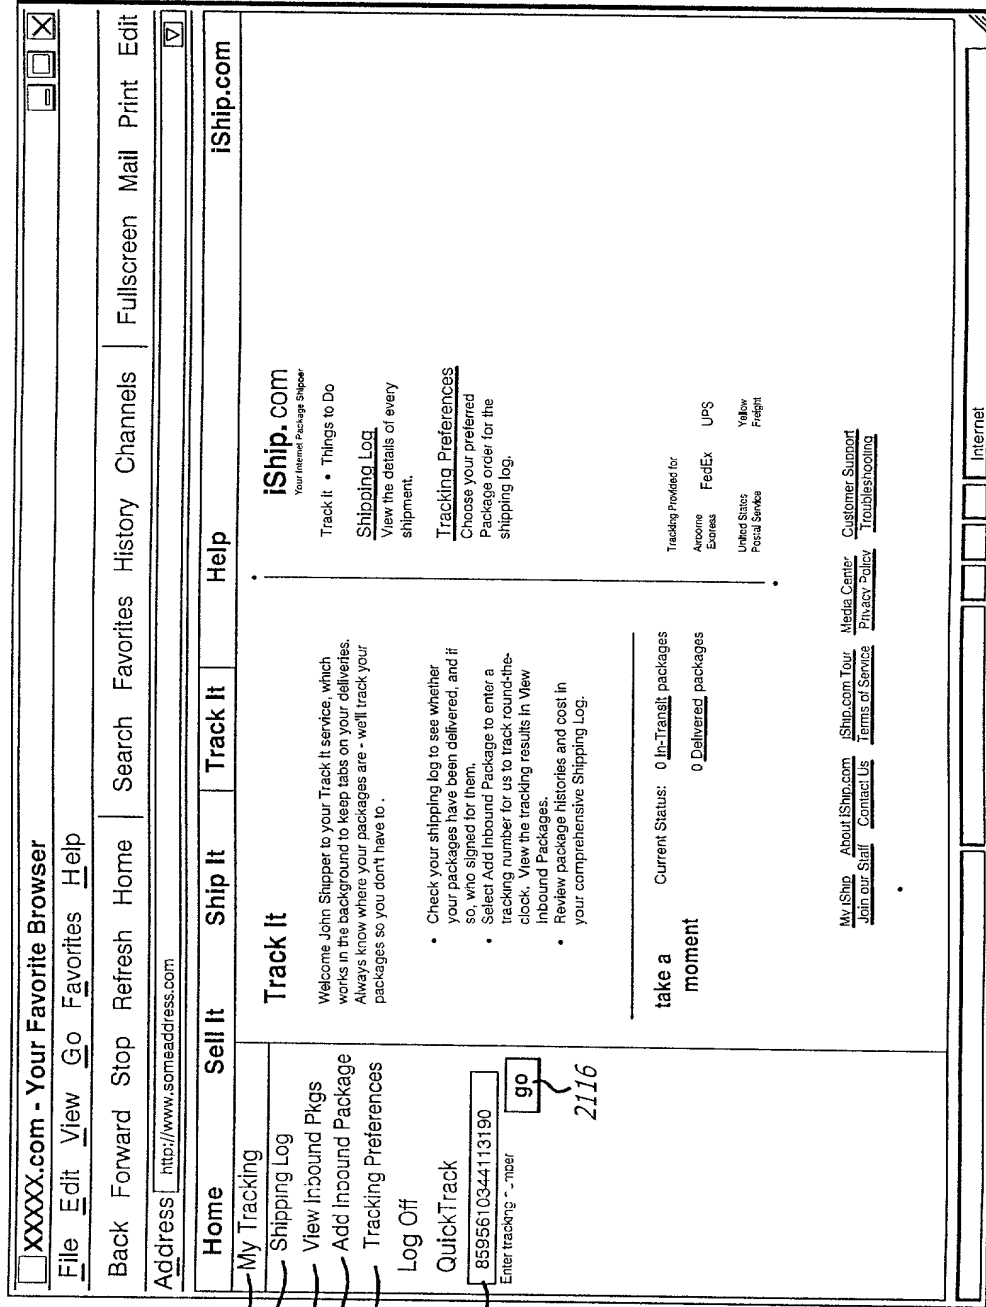 XXXXX.com - Your Favorite Browser
File Edit View Go Favorites Help
Back Forward Stop Refresh Home Search Favorites History Channels Fullscreen Mail Print Edit
Address http://www.someaddress.com
Home Sell It Ship It Track It Help iShip.com
My Tracking
Shipping Log
View Inbound Pkgs
Add Inbound Package
Tracking Preferences
Log Off
QuickTrack
8595610344113190
Enter tracking
go
2116
Track It
Welcome John Shipper to your Track It service, which
works in the background to keep tabs on your deliveries.
Always know where your packages are - we'll track your
packages so you don't have to .
• Check your shipping log to see whether
your packages have been delivered, and if
so, who signed for them.
• Select Add Inbound Package to enter a
tracking number for us to track round-the-
clock. View the tracking results In View
Inbound Packages.
• Review package histories and cost in
your comprehensive Shipping Log.
take a
moment
Current Status: 0 In-Transit packages
0 Delivered packages
iShip. com
Your Internet Package Shipper
Track it • Things to Do
Shipping Log
View the details of every
shipment.
Tracking Preferences
Choose your preferred
Package order for the
shipping log.
Tracking Provided for
Airborne
Express
FedEx
UPS
United States
Postal Service
Yellow
Freight
My iShip About iShip.com iShip.com Tour Media Center Customer Support
Join our Staff Contact Us Terms of Service Privacy Policy Troubleshooting
Internet